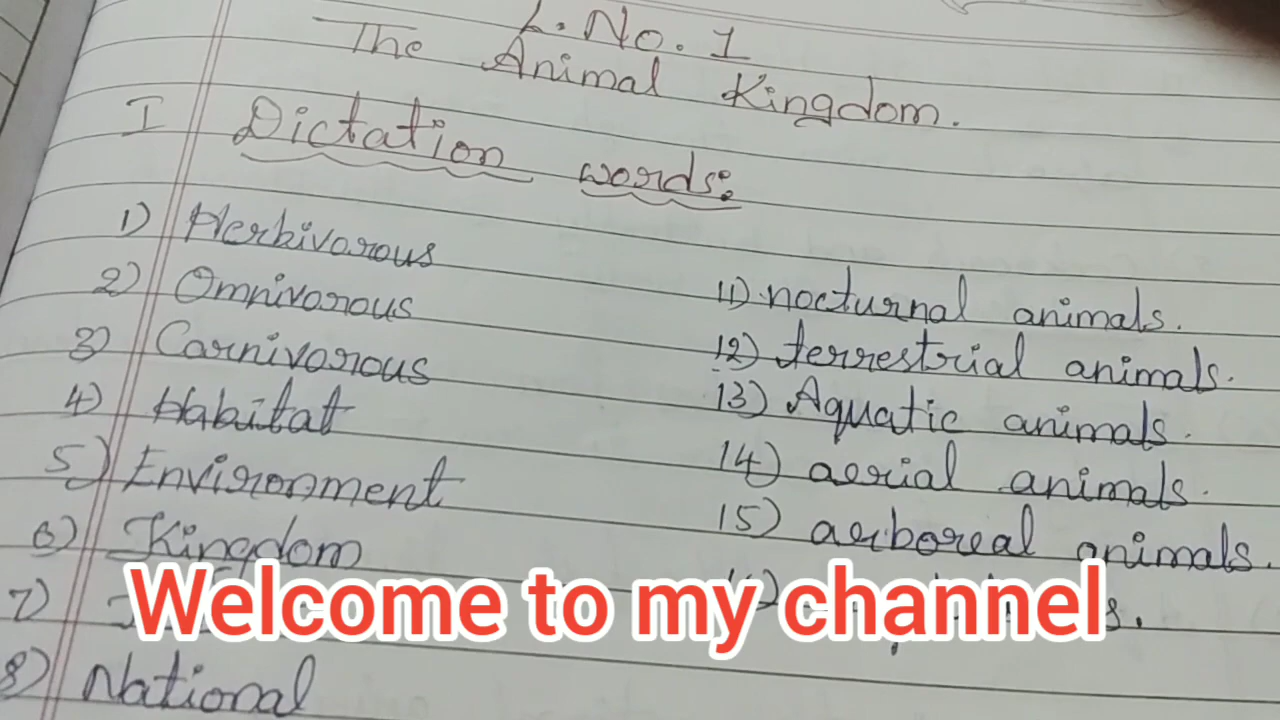 L. No. 1
The Animal Kingdom.
I Dictation words:
1) Herbivorous
2) Omnivorous
3) Carnivorous
4) Habitat
5) Environment
6) Kingdom
7)
8) National
11) nocturnal animals.
12) terrestrial animals.
13) Aquatic animals.
14) aerial animals.
15) arboreal animals.
Welcome to my channel